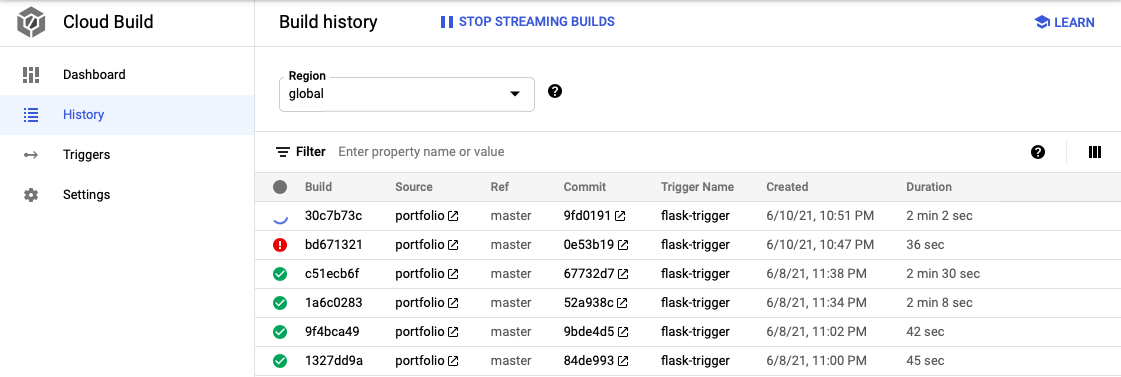 Cloud Build
Build history
STOP STREAMING BUILDS
LEARN
Dashboard
History
Triggers
Settings
Region
global
Filter Enter property name or value
Build Source Ref Commit Trigger Name Created Duration
30c7b73c portfolio master 9fd0191 flask-trigger 6/10/21, 10:51 PM 2 min 2 sec
bd671321 portfolio master 0e53b19 flask-trigger 6/10/21, 10:47 PM 36 sec
c51ecb6f portfolio master 67732d7 flask-trigger 6/8/21, 11:38 PM 2 min 30 sec
1a6c0283 portfolio master 52a938c flask-trigger 6/8/21, 11:34 PM 2 min 8 sec
9f4bca49 portfolio master 9bde4d5 flask-trigger 6/8/21, 11:02 PM 42 sec
1327dd9a portfolio master 84de993 flask-trigger 6/8/21, 11:00 PM 45 sec